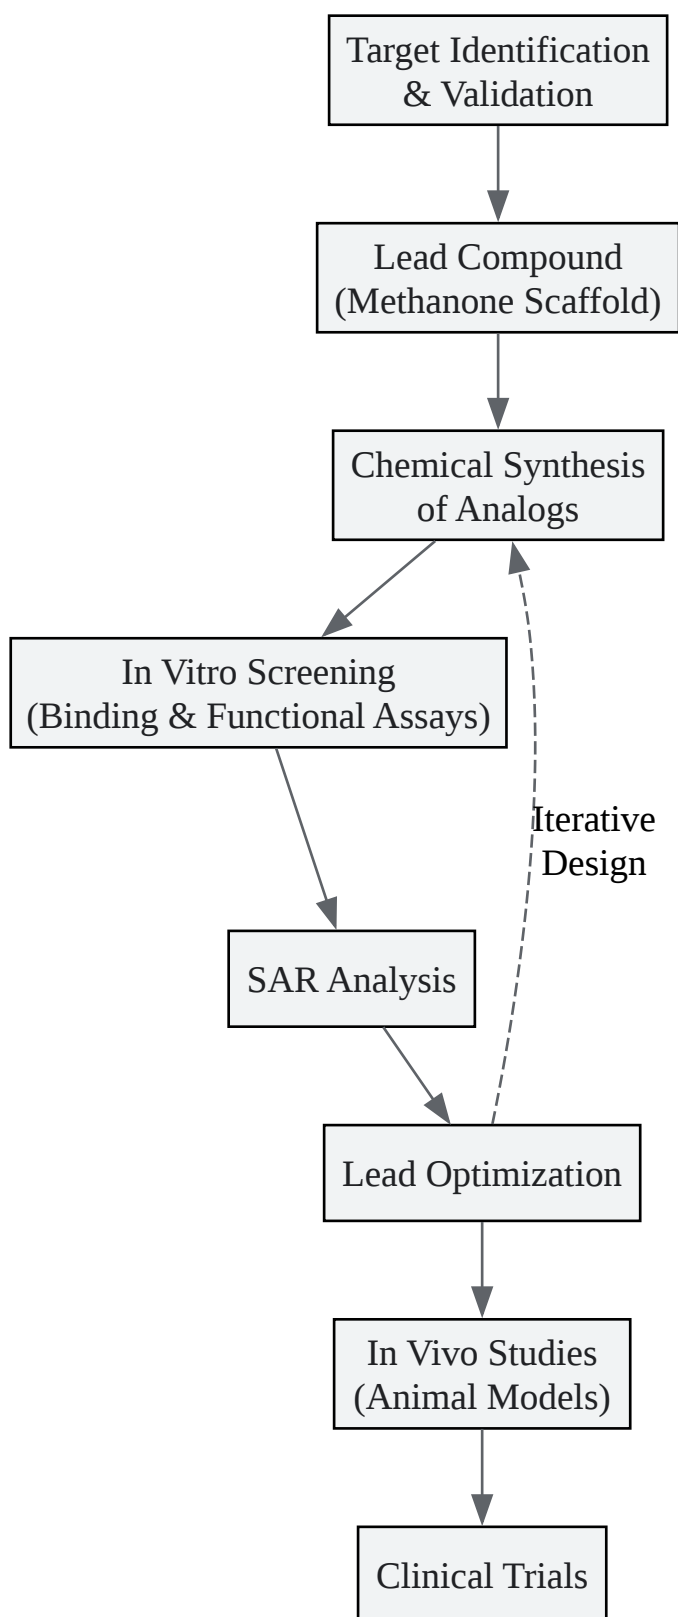 Target Identification
& Validation
Lead Compound
(Methanone Scaffold)
Chemical Synthesis
of Analogs
In Vitro Screening
(Binding & Functional Assays)
Iterative
Design
SAR Analysis
Lead Optimization
In Vivo Studies
(Animal Models)
Clinical Trials